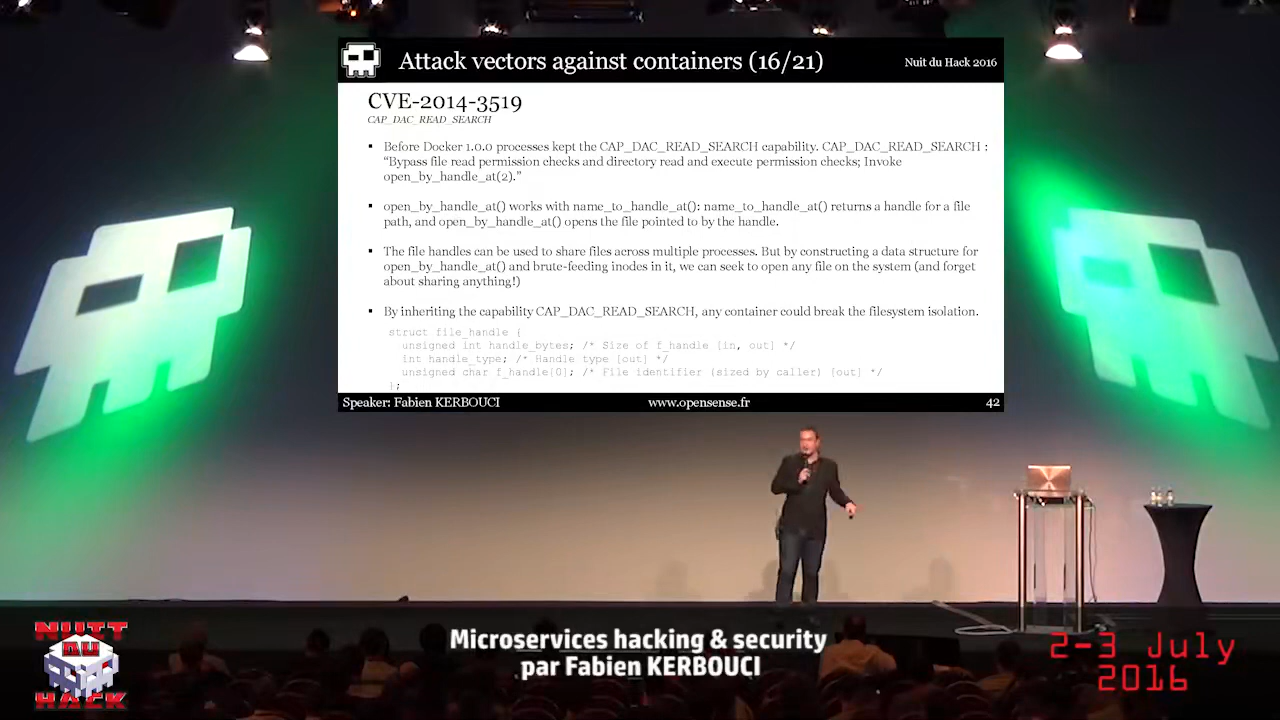 Attack vectors against containers (16/21)
Nuit du Hack 2016
CVE-2014-3519
CAP_DAC_READ_SEARCH
▪ Before Docker 1.0.0 processes kept the CAP_DAC_READ_SEARCH capability. CAP_DAC_READ_SEARCH :
“Bypass file read permission checks and directory read and execute permission checks; Invoke
open_by_handle_at(2).”
▪ open_by_handle_at() works with name_to_handle_at(): name_to_handle_at() returns a handle for a file
path, and open_by_handle_at() opens the file pointed to by the handle.
▪ The file handles can be used to share files across multiple processes. But by constructing a data structure for
open_by_handle_at() and brute-feeding inodes in it, we can seek to open any file on the system (and forget
about sharing anything!)
▪ By inheriting the capability CAP_DAC_READ_SEARCH, any container could break the filesystem isolation.
struct file_handle {
unsigned int handle_bytes; /* Size of f_handle [in, out] */
int handle_type; /* Handle type [out] */
unsigned char f_handle[0]; /* File identifier (sized by caller) [out] */
};
Speaker: Fabien KERBOUCI
www.opensense.fr
42
NUIT
DU
HACK
Microservices hacking & security
par Fabien KERBOUCI
2-3 July
2016